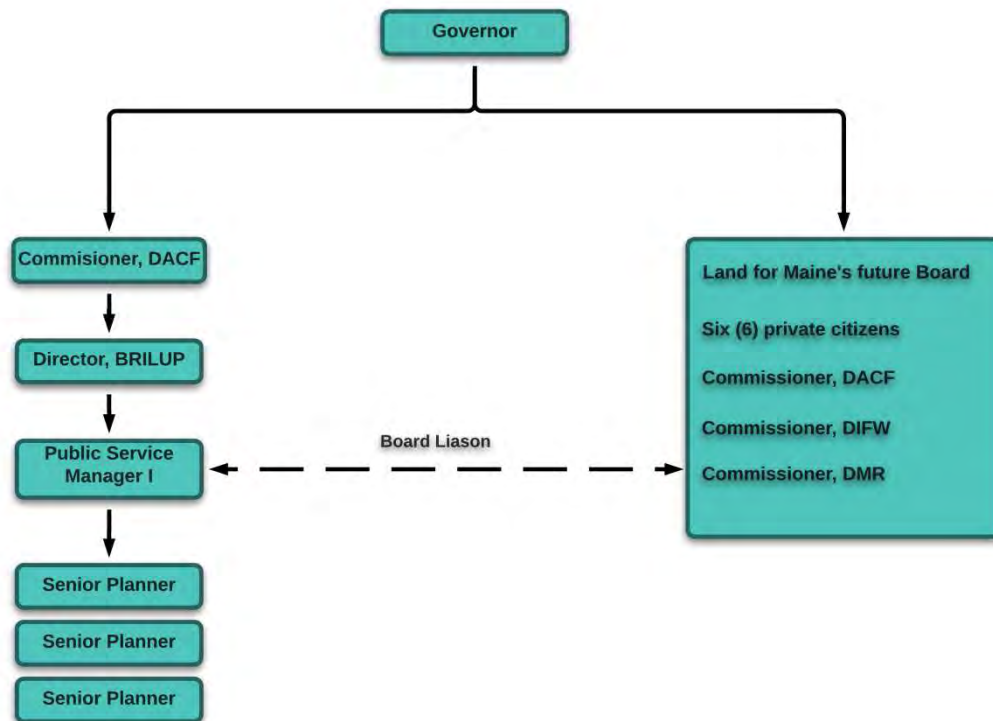 Governor
Commisioner, DACF
Director, BRILUP
Public Service
Manager I
Senior Planner
Senior Planner
Senior Planner
Board Liason
Land for Maine's future Board
Six (6) private citizens
Commissioner, DACF
Commissioner, DIFW
Commissioner, DMR